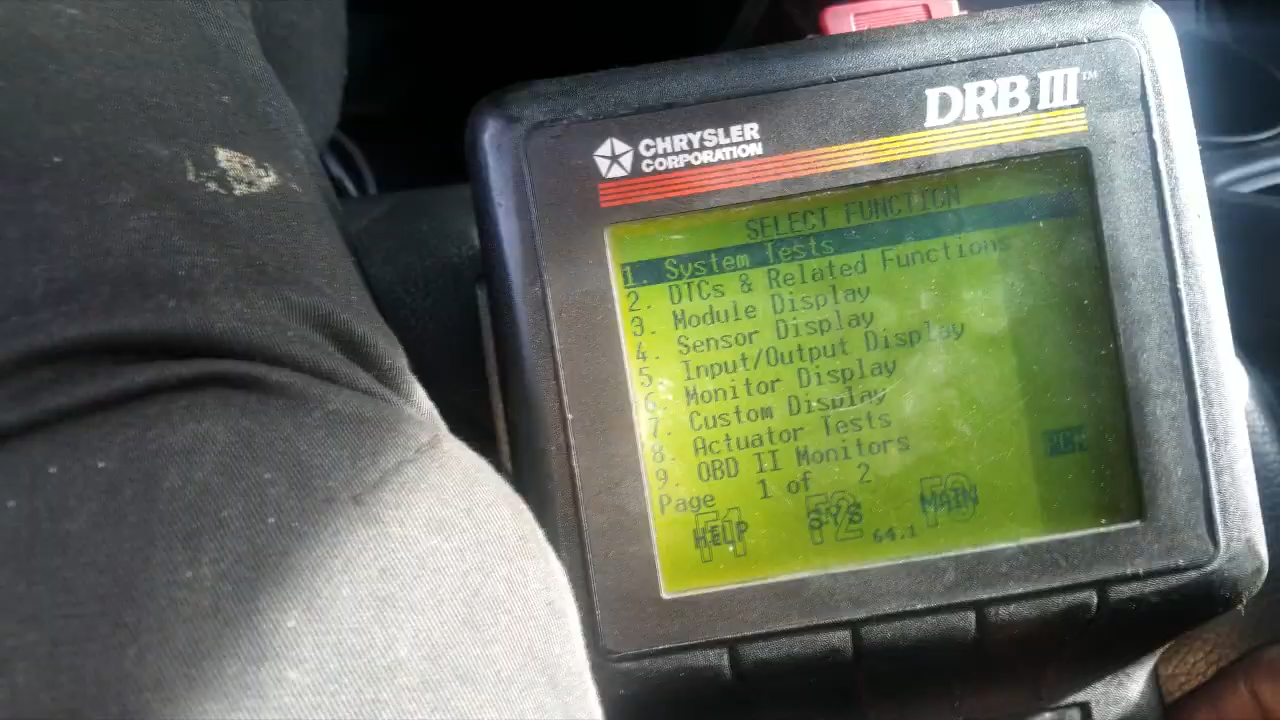 DRB III™
CHRYSLER
CORPORATION
SELECT FUNCTION
1. System Tests
2. DTCs & Related Functions
3. Module Display
4. Sensor Display
5. Input/Output Display
6. Monitor Display
7. Custom Display
8. Actuator Tests
9. OBD II Monitors
Page 1 of 2
F1 F2 F3
HELP SYS MAIN
64.1